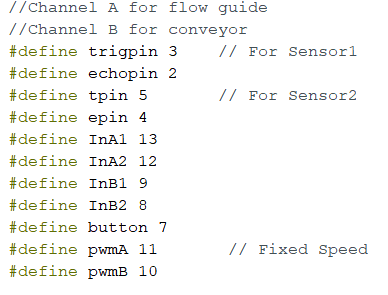 //Channel A for flow guide
//Channel B for conveyor
#define trigpin 3    // For Sensor1
#define echopin 2
#define tpin 5       // For Sensor2
#define epin 4
#define InA1 13
#define InA2 12
#define InB1 9
#define InB2 8
#define button 7
#define pwmA 11       // Fixed Speed
#define pwmB 10